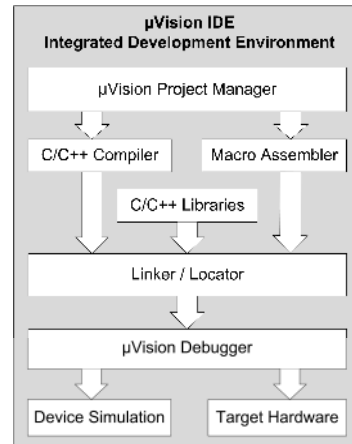 µVision IDE
Integrated Development Environment
µVision Project Manager
C/C++ Compiler
Macro Assembler
C/C++ Libraries
Linker / Locator
µVision Debugger
Device Simulation
Target Hardware